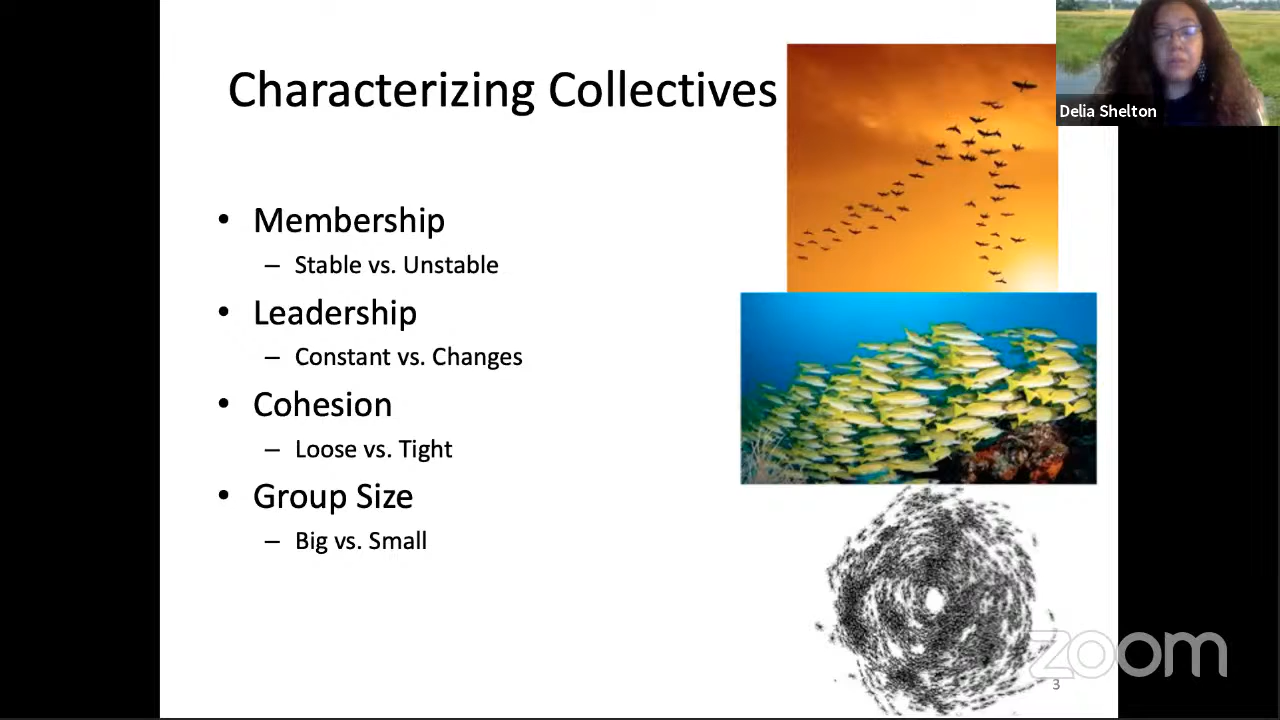 Characterizing Collectives
Delia Shelton
• Membership
– Stable vs. Unstable
• Leadership
– Constant vs. Changes
• Cohesion
– Loose vs. Tight
• Group Size
– Big vs. Small
zoom
3